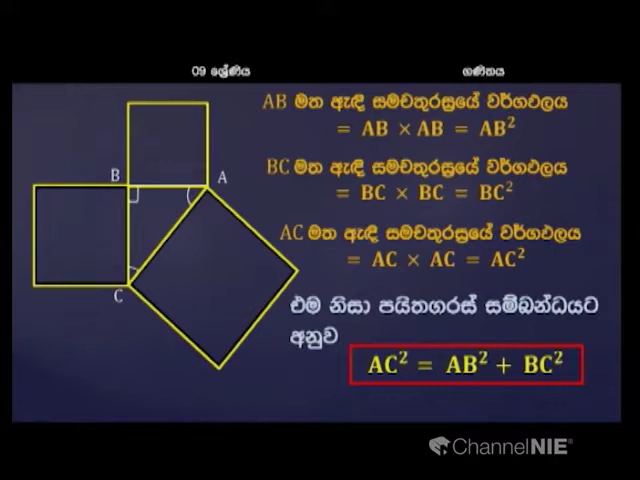 09 ශ්‍රේණිය ගණිතය
AB මත ඇඳි සමචතුරස්‍රයේ වර්ගඵලය
= AB × AB = AB²
B
A
BC මත ඇඳි සමචතුරස්‍රයේ වර්ගඵලය
= BC × BC = BC²
AC මත ඇඳි සමචතුරස්‍රයේ වර්ගඵලය
= AC × AC = AC²
C
එම නිසා පයිතගරස් සම්බන්ධයට
අනුව
AC² = AB² + BC²
ChannelNIE